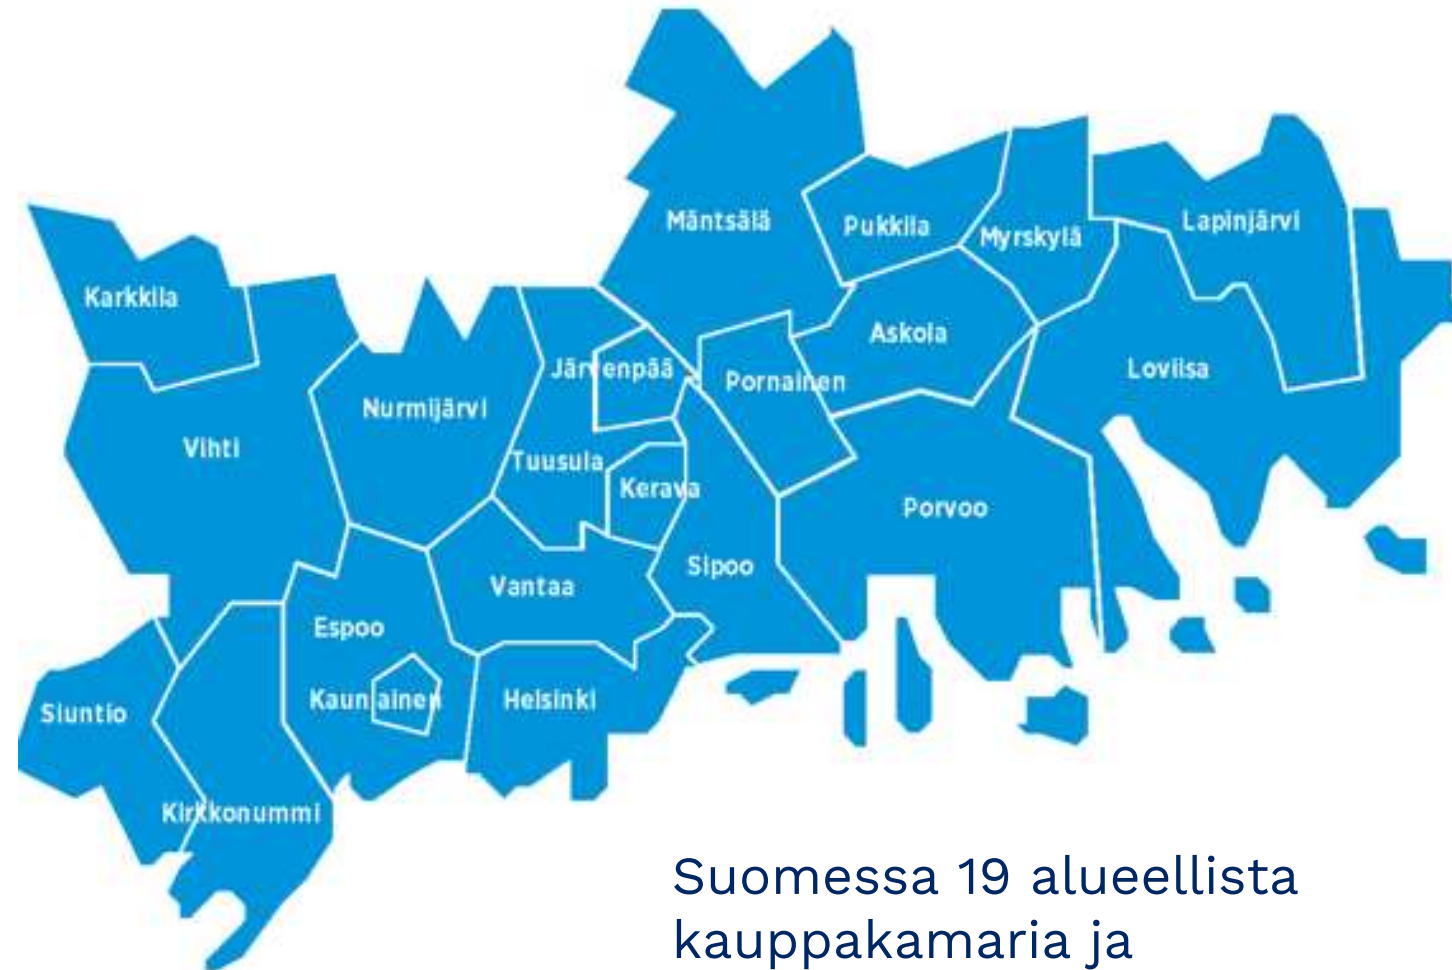 Mäntsälä
Pukkila
Myrskylä
Lapinjärvi
Karkkila
Askola
Järvenpää
Pornainen
Loviisa
Nurmijärvi
Vihti
Tuusula
Kerava
Porvoo
Sipoo
Vantaa
Espoo
Kauniainen
Helsinki
Siuntio
Kirkkonummi
Suomessa 19 alueellista
kauppakamaria ja